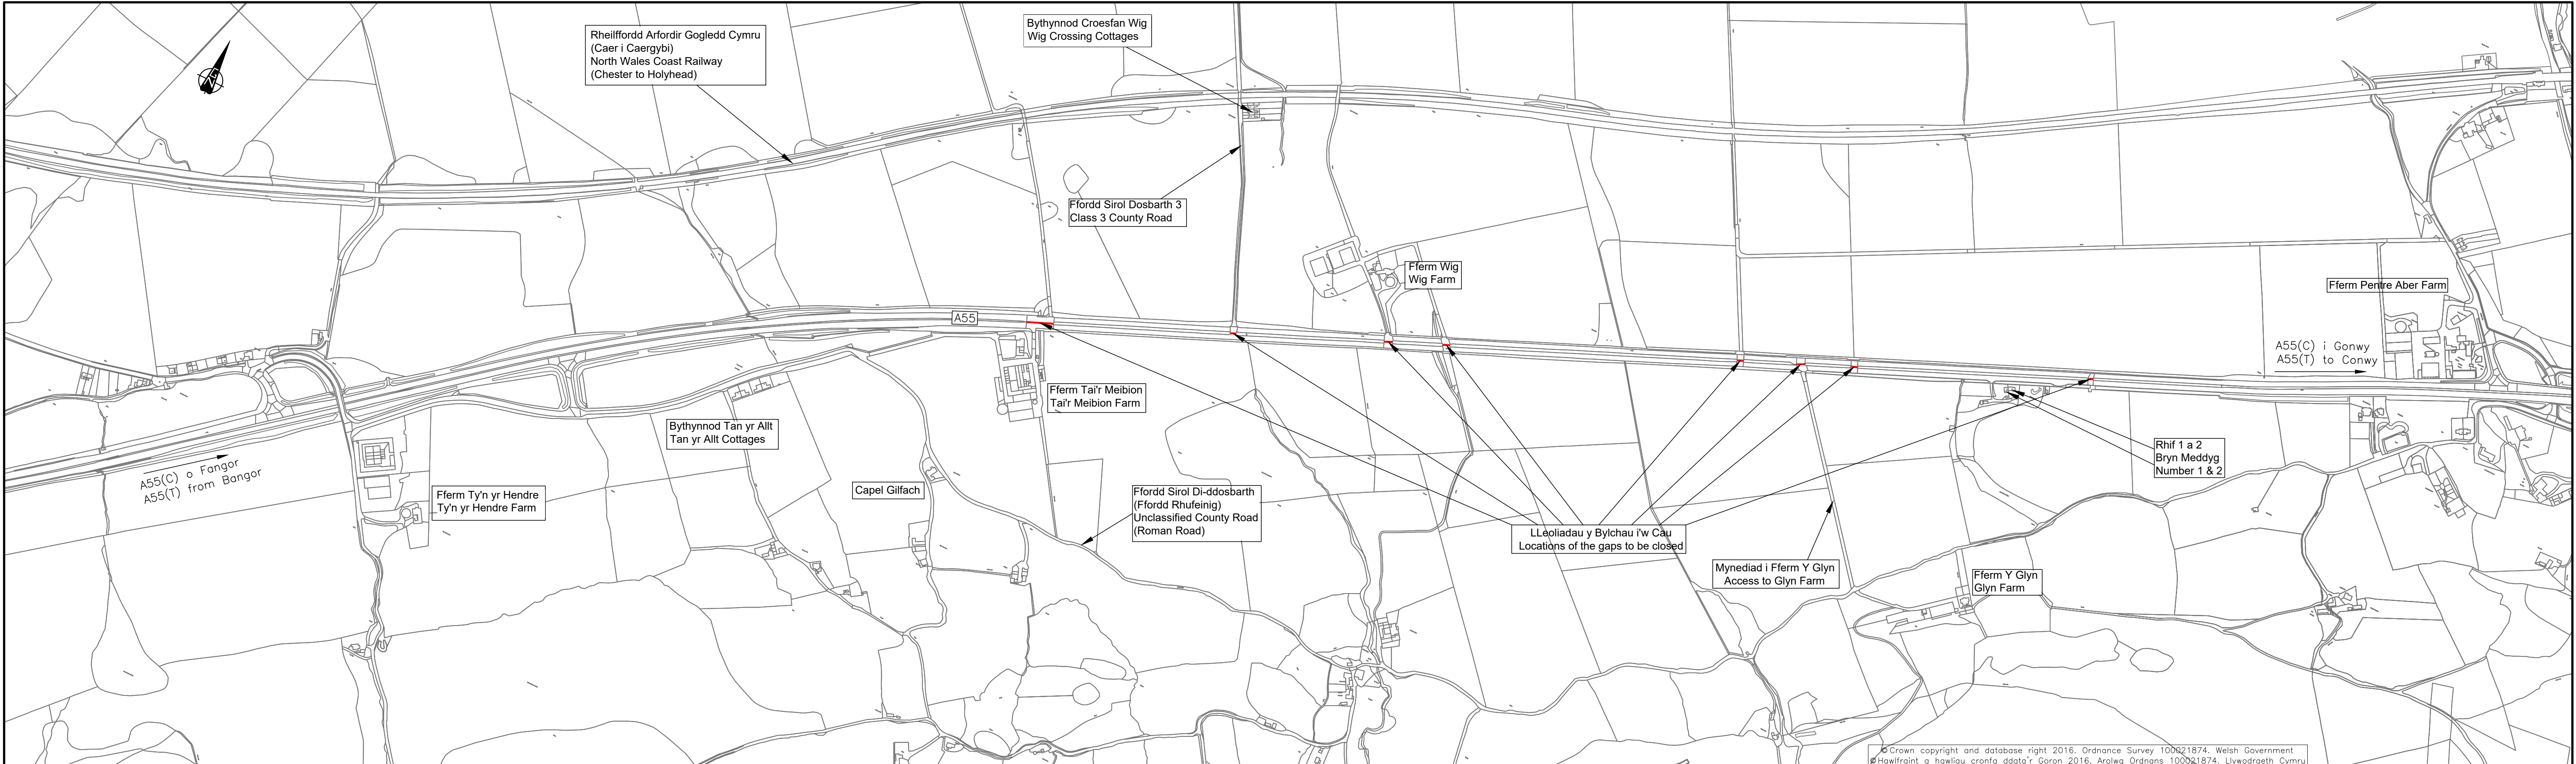 Rheilffordd Arfordir Gogledd Cymru
(Caer i Caergybi)
North Wales Coast Railway
(Chester to Holyhead)
Bythynnod Croesfan Wig
Wig Crossing Cottages
Ffordd Sirol Dosbarth 3
Class 3 County Road
Fferm Wig
Wig Farm
Fferm Pentre Aber Farm
A55
A55(C) i Gonwy
A55(T) to Conwy
Fferm Tai'r Meibion
Tai'r Meibion Farm
Bythynnod Tan yr Allt
Tan yr Allt Cottages
A55(C) o Fangor
A55(T) from Bangor
Fferm Ty'n yr Hendre
Ty'n yr Hendre Farm
Capel Gilfach
Ffordd Sirol Di-ddosbarth
(Ffordd Rhufeinig)
Unclassified County Road
(Roman Road)
LLeoliadau y Bylchau i'w Cau
Locations of the gaps to be closed
Rhif 1 a 2
Bryn Meddyg
Number 1 & 2
Mynediad i Fferm Y Glyn
Access to Glyn Farm
Fferm Y Glyn
Glyn Farm
© Crown copyright and database right 2016. Ordnance Survey 100021874. Welsh Government
© Hawlfraint a hawliau cronfa ddata'r Goron 2016. Arolwg Ordnans 100021874. Llywodraeth Cymru